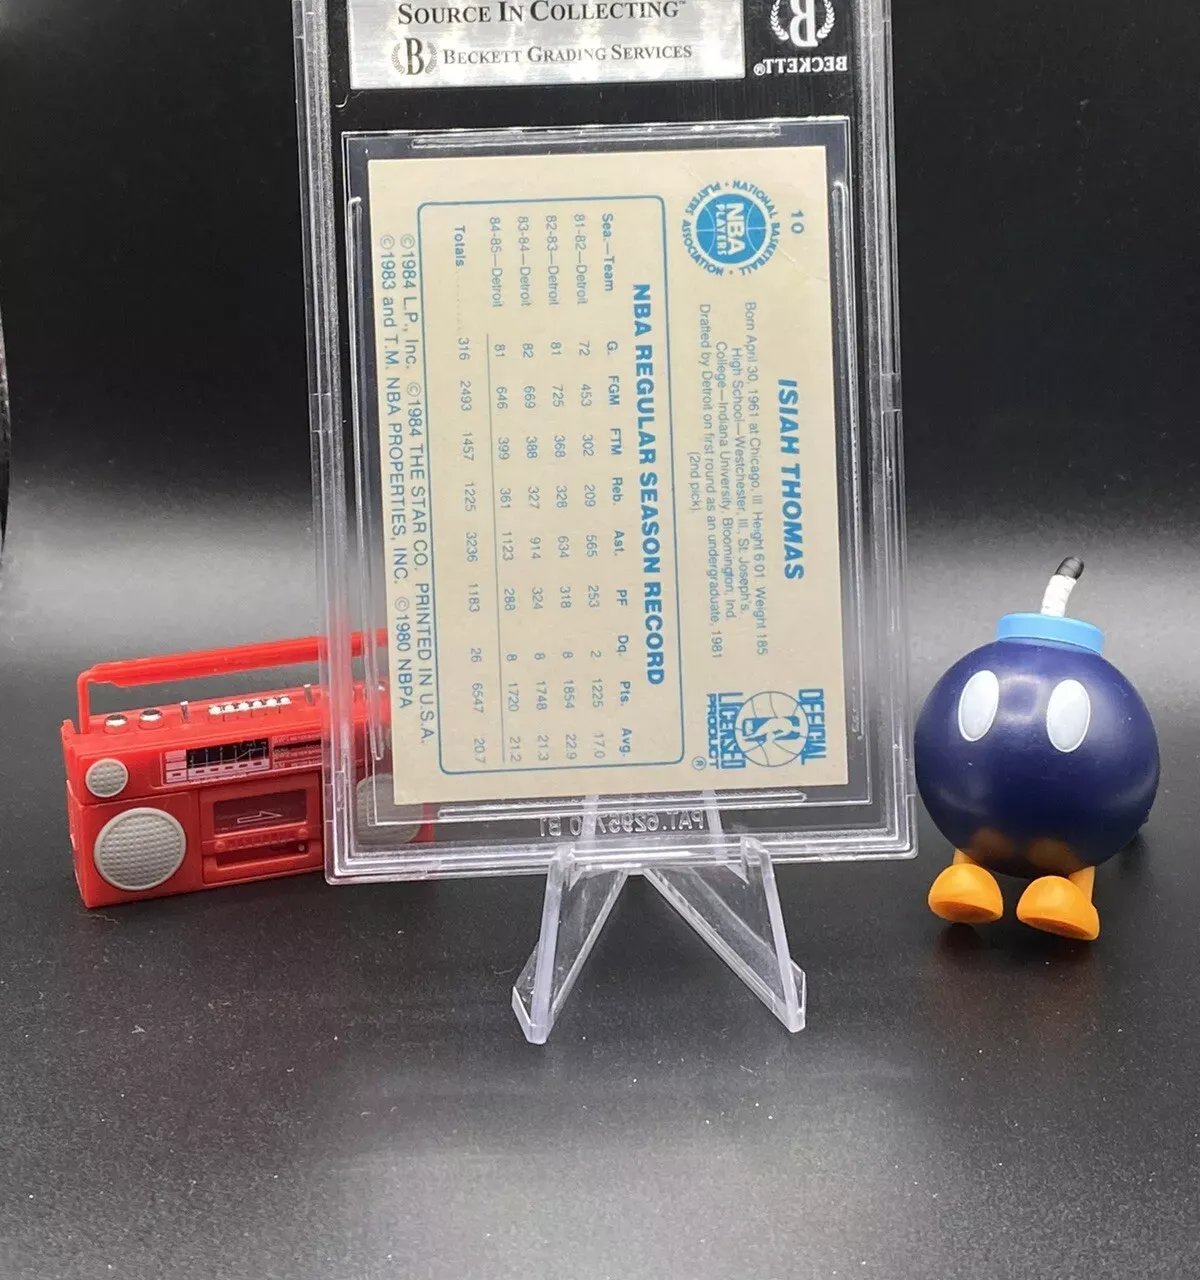 SOURCE IN COLLECTING™
B BECKETT GRADING SERVICES
B
BECKETT®
10
NATIONAL BASKETBALL PLAYERS ASSOCIATION
NBA
PLAYERS
ISIAH THOMAS
Born April 30, 1961 at Chicago, Ill. Height 6:01 Weight 185
High School—Westchester, Ill., St. Joseph's.
College—Indiana University, Bloomington, Ind.
Drafted by Detroit on first round as an undergraduate, 1981
(2nd pick).
OFFICIAL
LICENSED
PRODUCT
®
NBA REGULAR SEASON RECORD
Sea.—Team G. FGM FTM Reb. Ast. PF Dq. Pts. Avg.
81-82—Detroit 72 453 302 209 565 253 2 1225 17.0
82-83—Detroit 81 725 368 328 634 318 8 1854 22.9
83-84—Detroit 82 669 388 327 914 324 8 1748 21.3
84-85—Detroit 81 646 399 361 1123 288 8 1720 21.2
Totals ....... 316 2493 1457 1225 3236 1183 26 6547 20.7
©1984 L.P., Inc. ©1984 THE STAR CO. PRINTED IN U.S.A.
©1983 and T.M. NBA PROPERTIES, INC. ©1980 NBPA